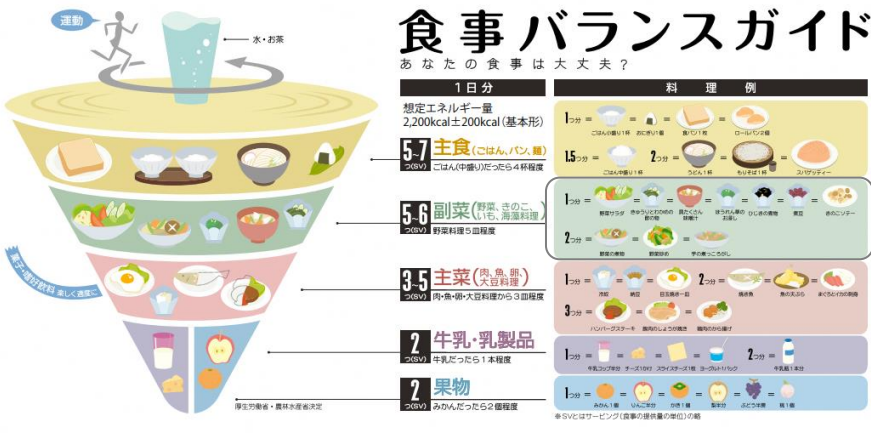 運動
水・お茶
菓子・嗜好飲料 楽しく適度に
厚生労働省・農林水産省決定
食事バランスガイド
あなたの食事は大丈夫?
1日分
想定エネルギー量
2,200kcal±200kcal(基本形)
5~7 つ(SV) 主食(ごはん、パン、麺)
ごはん(中盛り)だったら4杯程度
5~6 つ(SV) 副菜(野菜、きのこ、いも、海藻料理)
野菜料理5皿程度
3~5 つ(SV) 主菜(肉、魚、卵、大豆料理)
肉・魚・卵・大豆料理から3皿程度
2 つ(SV) 牛乳・乳製品
牛乳だったら1本程度
2 つ(SV) 果物
みかんだったら2個程度
料理例
1つ分 = = = =
ごはん小盛り1杯 おにぎり1個 食パン1枚 ロールパン2個
1.5つ分 = 2つ分 = = =
ごはん中盛り1杯 うどん1杯 もりそば1杯 スパゲッティー
1つ分 = = = = = = =
野菜サラダ きゅうりとわかめの酢の物 具たくさん味噌汁 ほうれん草のお浸し ひじきの煮物 煮豆 きのこソテー
2つ分 = = =
野菜の煮物 野菜炒め 芋の煮っころがし
1つ分 = = = 2つ分 = = =
冷奴 納豆 目玉焼き一皿 焼き魚 魚の天ぷら まぐろとイカの刺身
3つ分 = = =
ハンバーグステーキ 豚肉のしょうが焼き 鶏肉のから揚げ
1つ分 = = = = 2つ分 =
牛乳コップ半分 チーズ1かけ スライスチーズ1枚 ヨーグルト1パック 牛乳瓶1本分
1つ分 = = = = = =
みかん1個 りんご半分 かき1個 梨半分 ぶどう半房 桃1個
※SVとはサービング(食事の提供量の単位)の略